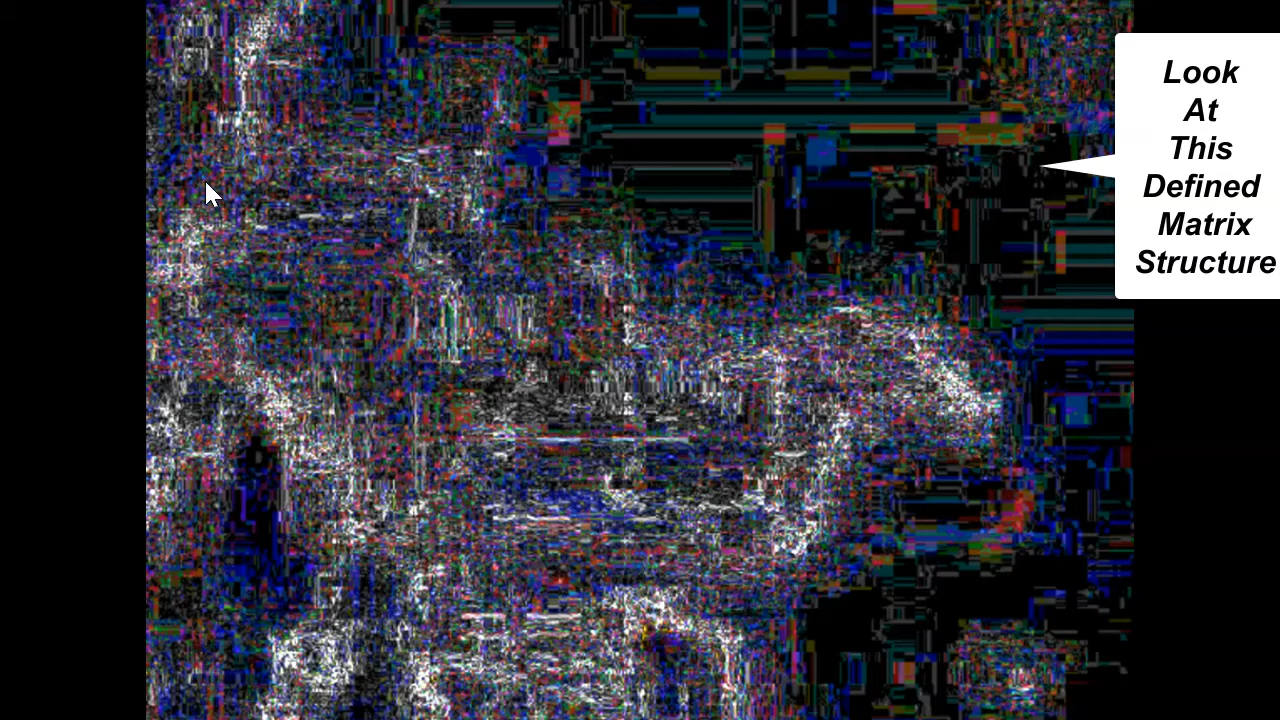 Look
At
This
Defined
Matrix
Structure